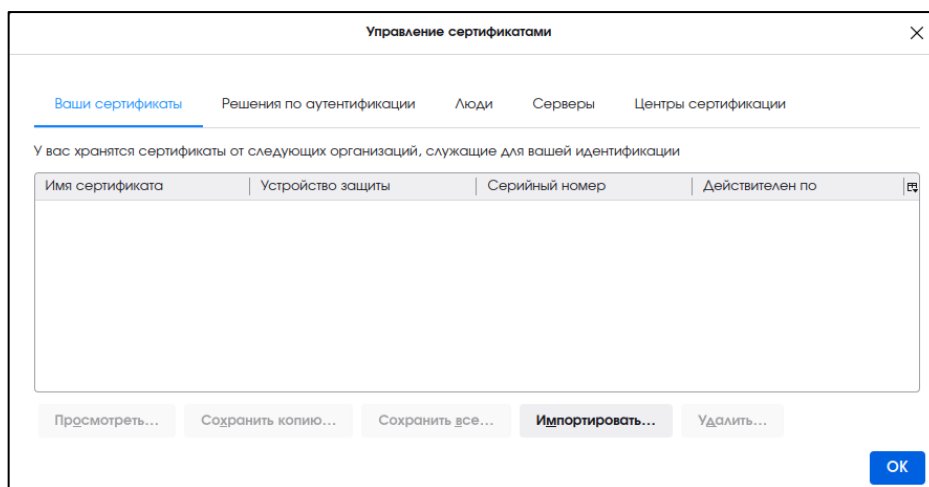 Управление сертификатами
Ваши сертификаты Решения по аутентификации Люди Серверы Центры сертификации
У вас хранятся сертификаты от следующих организаций, служащие для вашей идентификации
Имя сертификата Устройство защиты Серийный номер Действителен по
Просмотреть... Сохранить копию... Сохранить все... Импортировать... Удалить...
ОК